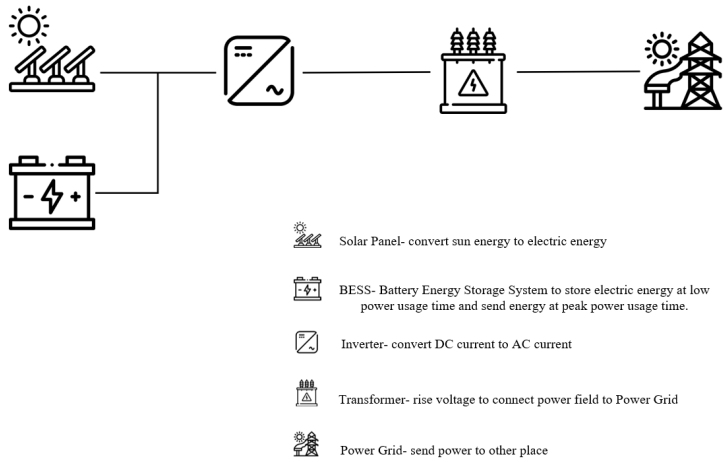 Solar Panel- convert sun energy to electric energy
BESS- Battery Energy Storage System to store electric energy at low
power usage time and send energy at peak power usage time.
Inverter- convert DC current to AC current
Transformer- rise voltage to connect power field to Power Grid
Power Grid- send power to other place